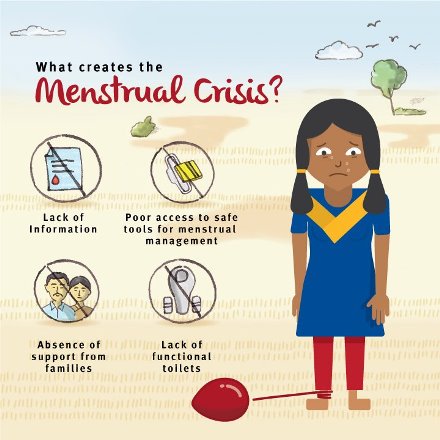 What creates the
Menstrual Crisis?
Lack of
Information
Poor access to safe
tools for menstrual
management
Absence of
support from
families
Lack of
functional
toilets